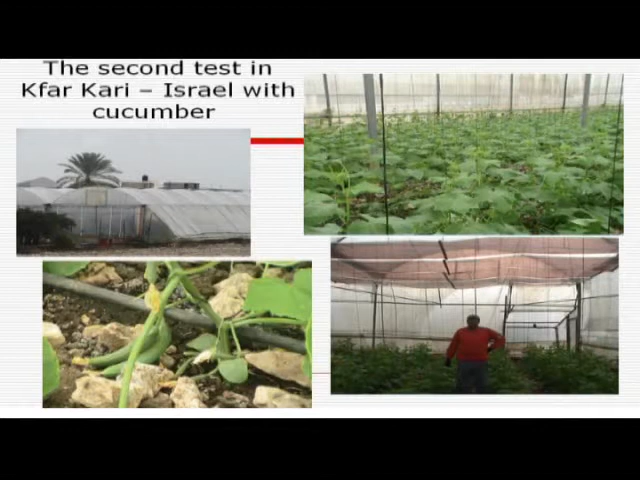 The second test in
Kfar Kari – Israel with
cucumber